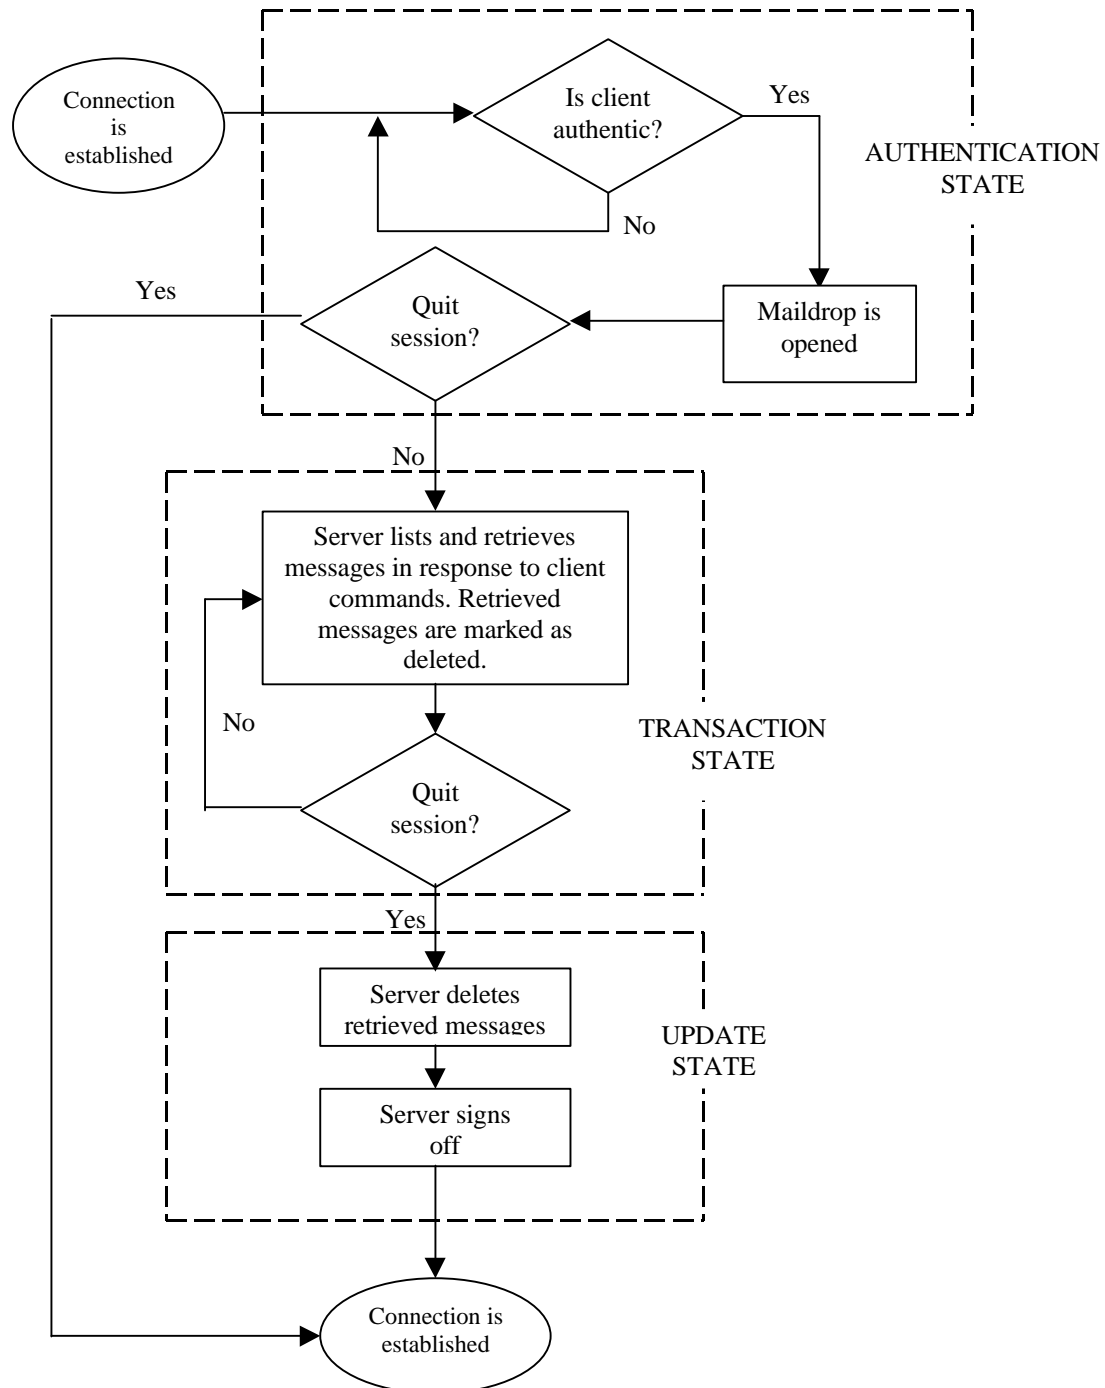 Connection
is
established
Is client
authentic?
Yes
AUTHENTICATION
STATE
No
Yes
Quit
session?
Maildrop is
opened
No
Server lists and retrieves
messages in response to client
commands. Retrieved
messages are marked as
deleted.
No
TRANSACTION
STATE
Quit
session?
Yes
Server deletes
retrieved messages
UPDATE
STATE
Server signs
off
Connection is
established